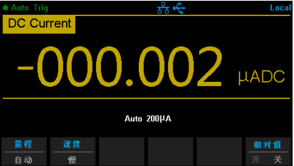 Auto Trig Local
DC Current
-000.002 μADC
Auto 200μA
量程 速度 相对值
自动 慢 开 关